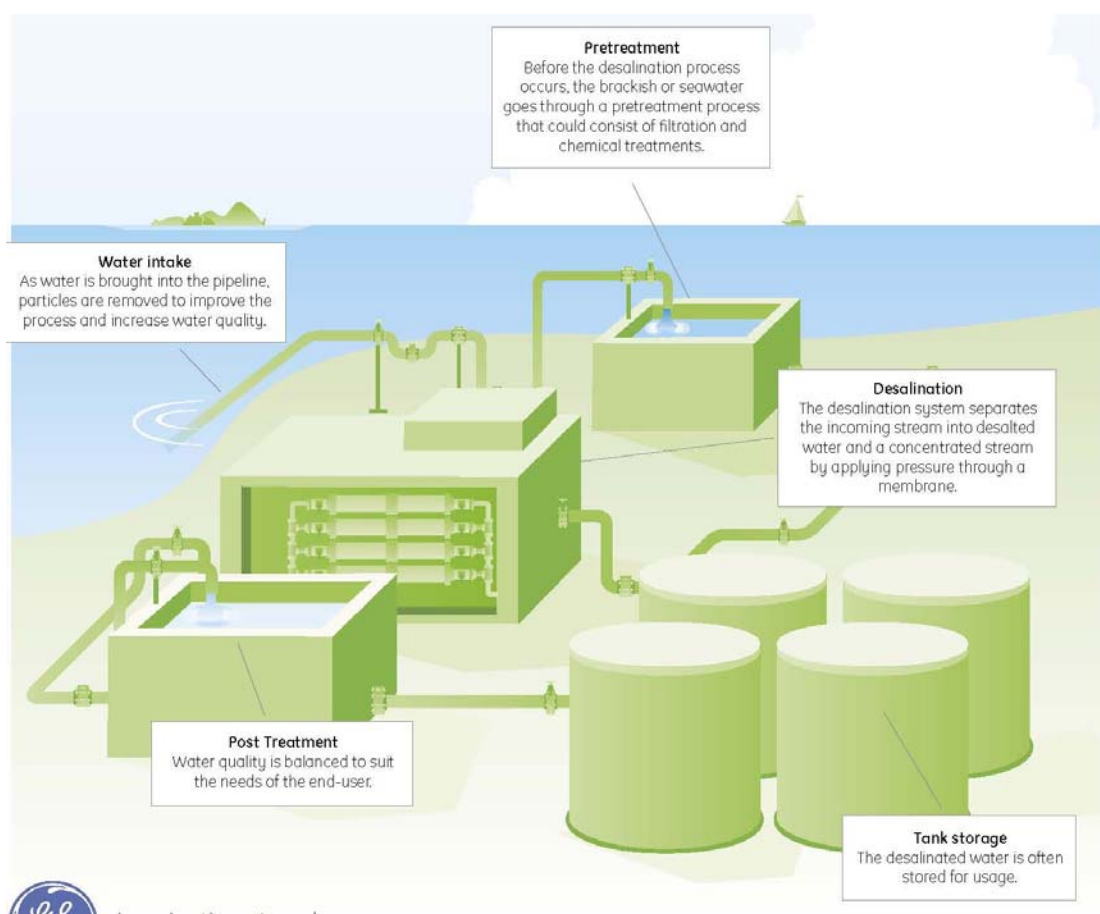 Pretreatment
Before the desalination process
occurs, the brackish or seawater
goes through a pretreatment process
that could consist of filtration and
chemical treatments.
Water intake
As water is brought into the pipeline,
particles are removed to improve the
process and increase water quality.
Desalination
The desalination system separates
the incoming stream into desalted
water and a concentrated stream
by applying pressure through a
membrane.
Post Treatment
Water quality is balanced to suit
the needs of the end-user.
Tank storage
The desalinated water is often
stored for usage.